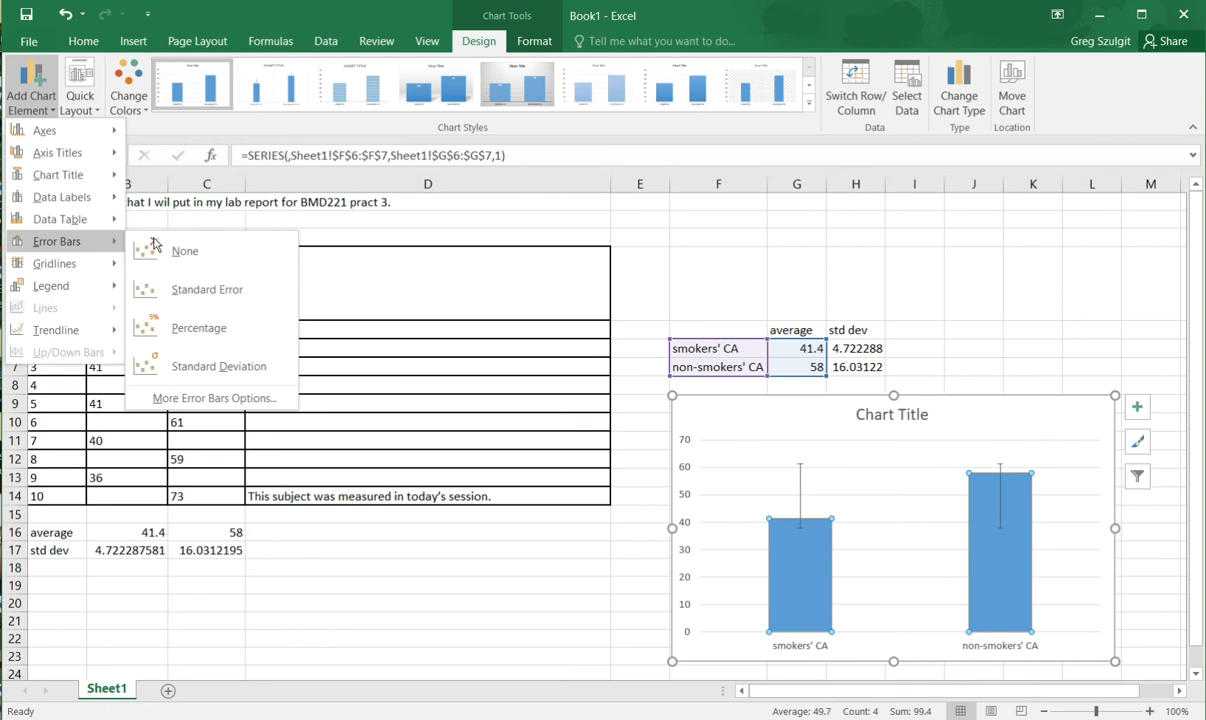 Chart Tools
Book1 - Excel
File Home Insert Page Layout Formulas Data Review View Design Format Tell me what you want to do... Greg Szulgit Share
Add Chart Element
Quick Layout
Change Colors
Switch Row/ Column
Select Data
Change Chart Type
Move Chart
Chart Styles
Data
Type
Location
=SERIES(,Sheet1!$F$6:$F$7,Sheet1!$G$6:$G$7,1)
Axes
Axis Titles
Chart Title
Data Labels
Data Table
Error Bars
Gridlines
Legend
Lines
Trendline
Up/Down Bars
None
Standard Error
5%
Percentage
σ
Standard Deviation
More Error Bars Options...
B C D E F G H I J K L M
hat I wil put in my lab report for BMD221 pract 3.
average std dev
smokers' CA 41.4 4.722288
non-smokers' CA 58 16.03122
7 3 41
8 4
9 5 41
10 6 61
11 7 40
12 8 59
13 9 36
14 10 73 This subject was measured in today's session.
15
16 average 41.4 58
17 std dev 4.722287581 16.0312195
18
19
20
21
22
23
24
Chart Title
70
60
50
40
30
20
10
0
smokers' CA non-smokers' CA
Sheet1
Ready Average: 49.7 Count: 4 Sum: 99.4 100%